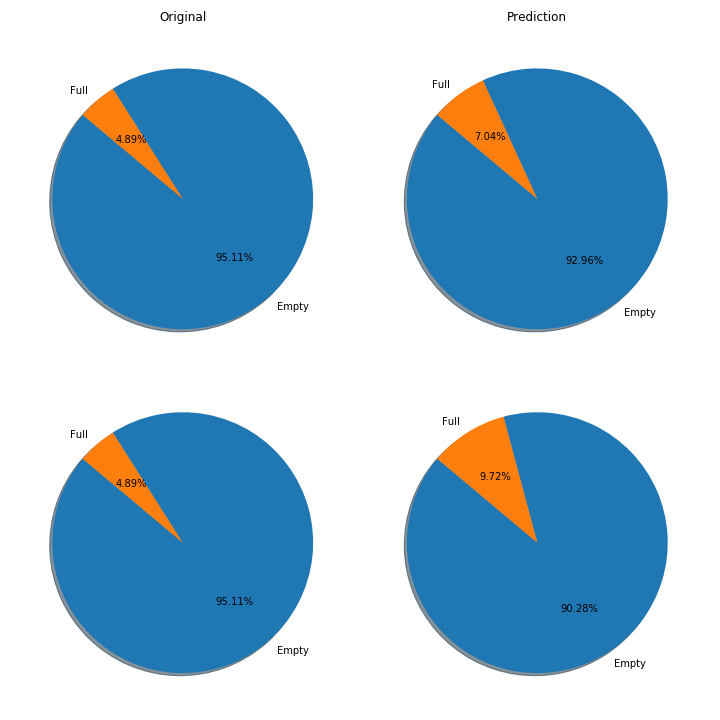 Original
Prediction
Full
4.89%
95.11%
Empty
Full
7.04%
92.96%
Empty
Full
4.89%
95.11%
Empty
Full
9.72%
90.28%
Empty